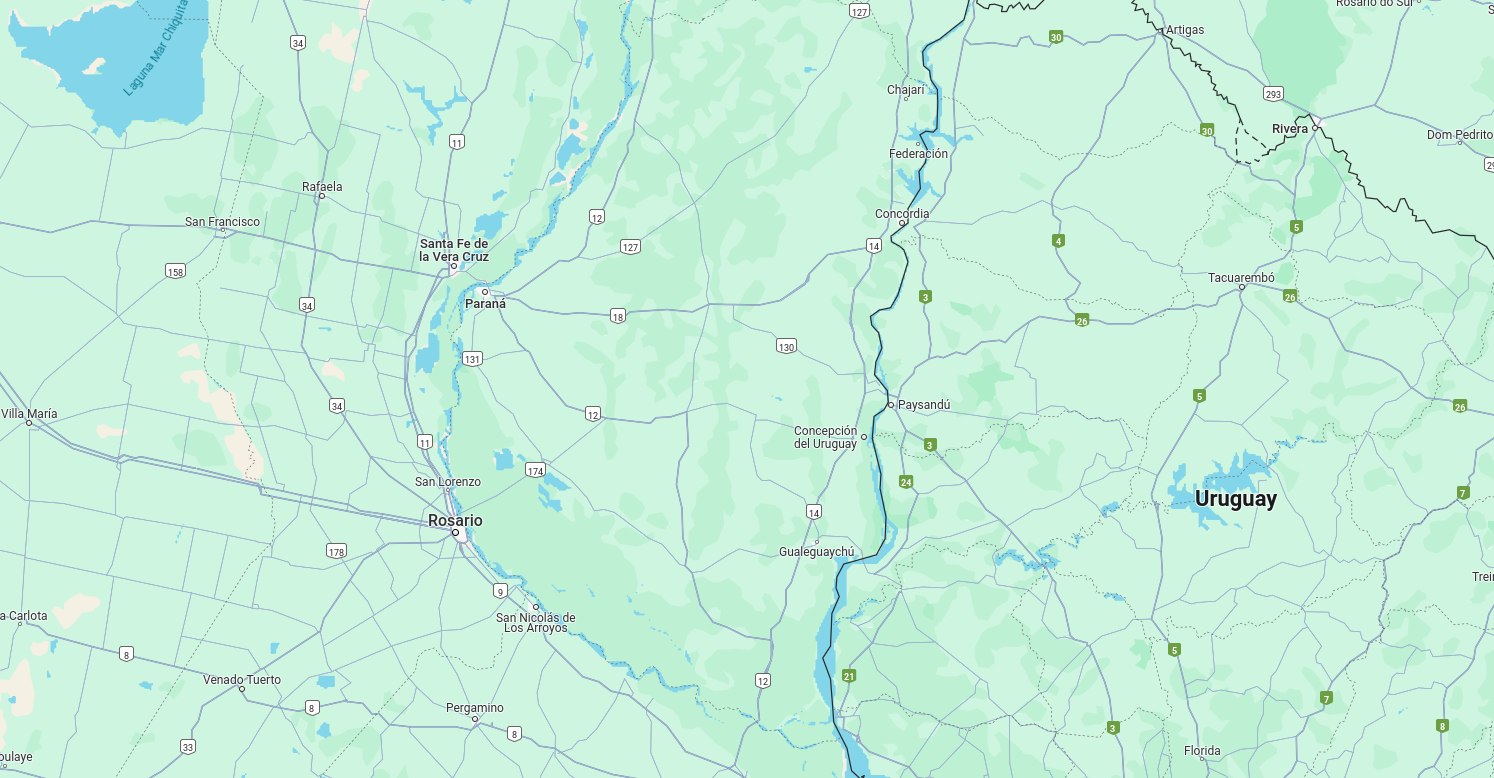 Rosario do Sul
127
Laguna Mar Chiquita
Artigas
30
34
Chajarí
293
30
Rivera
Dom Pedrito
11
Federación
29
Rafaela
Concordia
San Francisco
12
5
Santa Fe de
la Vera Cruz
127
14
4
158
Tacuarembó
Paraná
34
3
26
18
26
130
131
5
34
Paysandú
26
Villa María
12
Concepción
del Uruguay
11
3
174
San Lorenzo
24
7
Uruguay
14
Rosario
178
Gualeguaychú
9
San Nicolás de
Los Arroyos
a Carlota
8
5
12
21
Venado Tuerto
7
8
Pergamino
8
3
8
33
Florida
oulaye
Trein